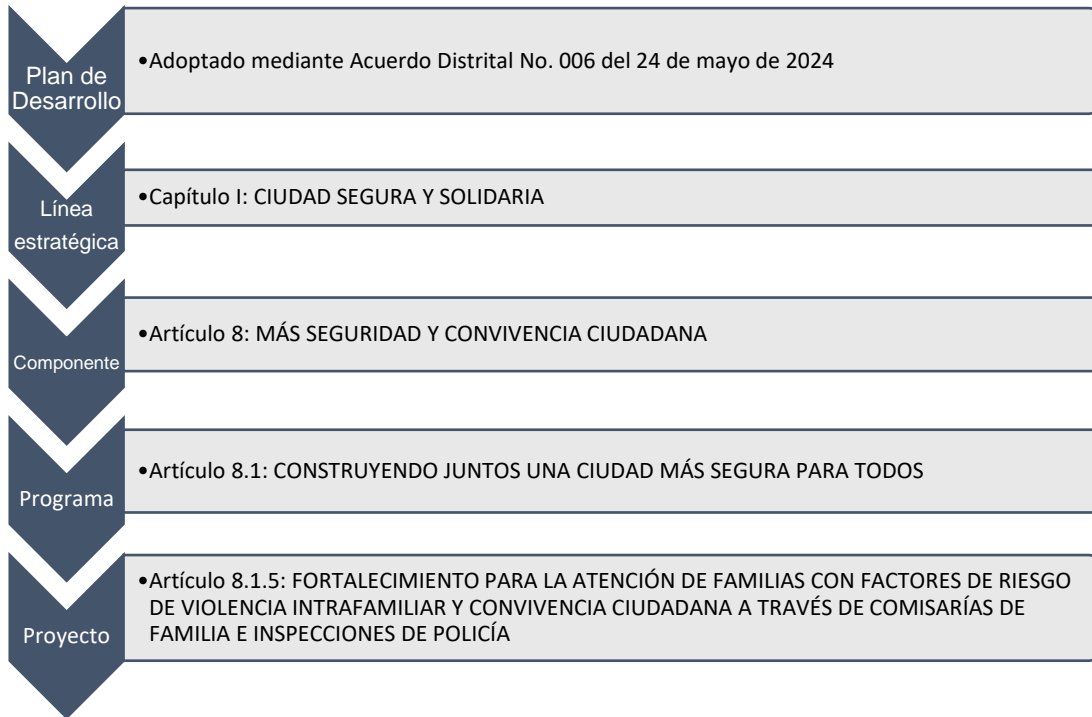 Plan de
Desarrollo
•Adoptado mediante Acuerdo Distrital No. 006 del 24 de mayo de 2024
Línea
estratégica
•Capítulo I: CIUDAD SEGURA Y SOLIDARIA
Componente
•Artículo 8: MÁS SEGURIDAD Y CONVIVENCIA CIUDADANA
Programa
•Artículo 8.1: CONSTRUYENDO JUNTOS UNA CIUDAD MÁS SEGURA PARA TODOS
Proyecto
•Artículo 8.1.5: FORTALECIMIENTO PARA LA ATENCIÓN DE FAMILIAS CON FACTORES DE RIESGO
DE VIOLENCIA INTRAFAMILIAR Y CONVIVENCIA CIUDADANA A TRAVÉS DE COMISARÍAS DE
FAMILIA E INSPECCIONES DE POLICÍA